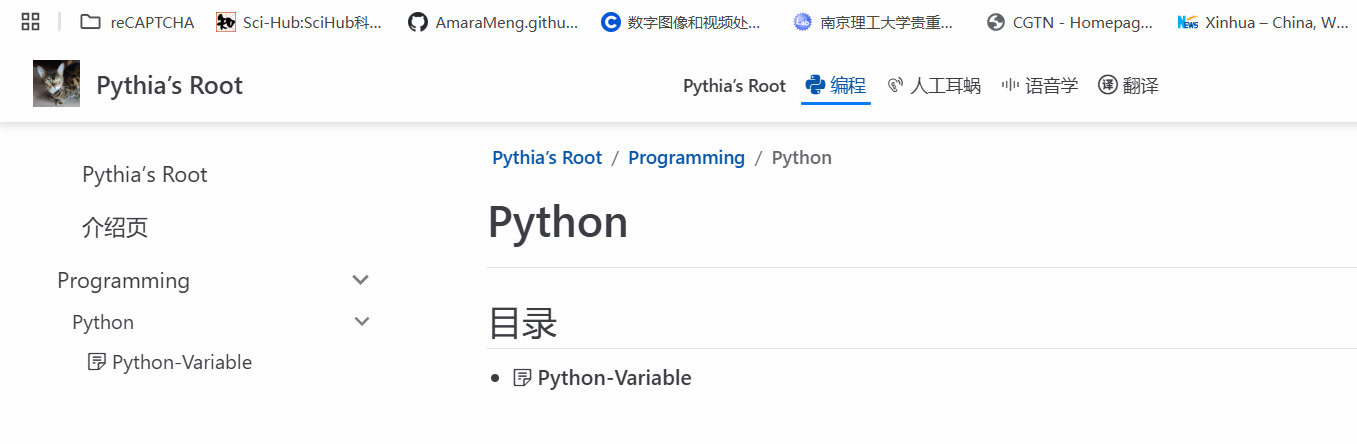 reCAPTCHA Sci-Hub:SciHub科... AmaraMeng.githu... 数字图像和视频处... 南京理工大学贵重... CGTN - Homepag... Xinhua – China, W...
Pythia’s Root Pythia’s Root 编程 人工耳蜗 语音学 译 翻译
Pythia’s Root / Programming / Python
Pythia’s Root
Python
介绍页
Programming
目录
Python
Python-Variable
Python-Variable